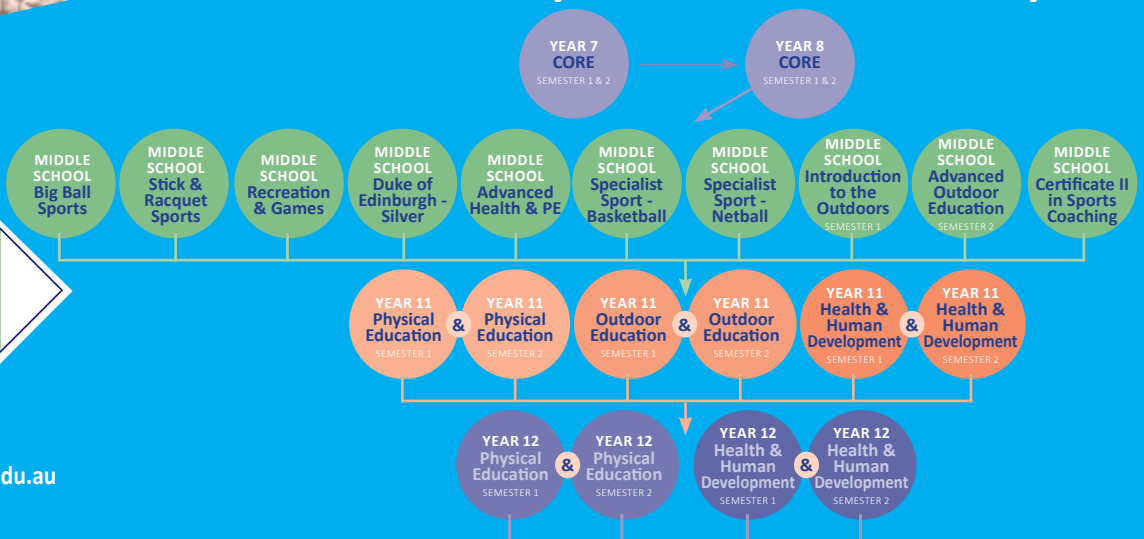 YEAR 7
CORE
SEMESTER 1 & 2
YEAR 8
CORE
SEMESTER 1 & 2
MIDDLE
SCHOOL
Big Ball
Sports
MIDDLE
SCHOOL
Stick &
Racquet
Sports
MIDDLE
SCHOOL
Recreation
& Games
MIDDLE
SCHOOL
Duke of
Edinburgh -
Silver
MIDDLE
SCHOOL
Advanced
Health & PE
MIDDLE
SCHOOL
Specialist
Sport -
Basketball
MIDDLE
SCHOOL
Specialist
Sport -
Netball
MIDDLE
SCHOOL
Introduction
to the
Outdoors
SEMESTER 1
MIDDLE
SCHOOL
Advanced
Outdoor
Education
SEMESTER 2
MIDDLE
SCHOOL
Certificate II
in Sports
Coaching
YEAR 11
Physical
Education
SEMESTER 1
&
YEAR 11
Physical
Education
SEMESTER 2
YEAR 11
Outdoor
Education
SEMESTER 1
&
YEAR 11
Outdoor
Education
SEMESTER 2
YEAR 11
Health &
Human
Development
SEMESTER 1
&
YEAR 11
Health &
Human
Development
SEMESTER 2
YEAR 12
Physical
Education
SEMESTER 1
&
YEAR 12
Physical
Education
SEMESTER 2
YEAR 12
Health &
Human
Development
SEMESTER 1
&
YEAR 12
Health &
Human
Development
SEMESTER 2
du.au